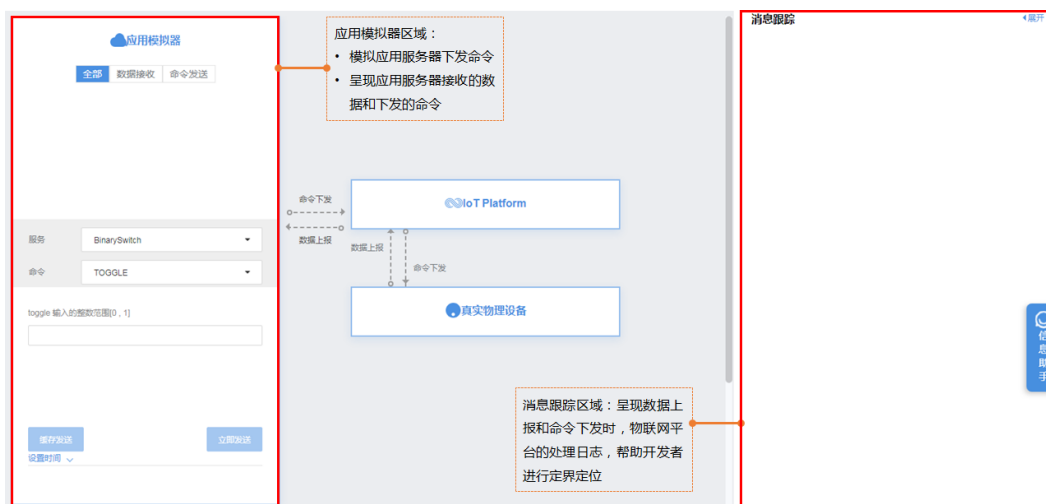 应用模拟器
全部 数据接收 命令发送
服务 BinarySwitch
命令 TOGGLE
toggle 输入的整数范围[0 , 1]
缓存发送 立即发送
设置时间
应用模拟器区域：
• 模拟应用服务器下发命令
• 呈现应用服务器接收的数
据和下发的命令
命令下发
数据上报
IoT Platform
数据上报
命令下发
真实物理设备
消息跟踪区域：呈现数据上
报和命令下发时，物联网平
台的处理日志，帮助开发者
进行定界定位
消息跟踪
展开
信
息
助
手